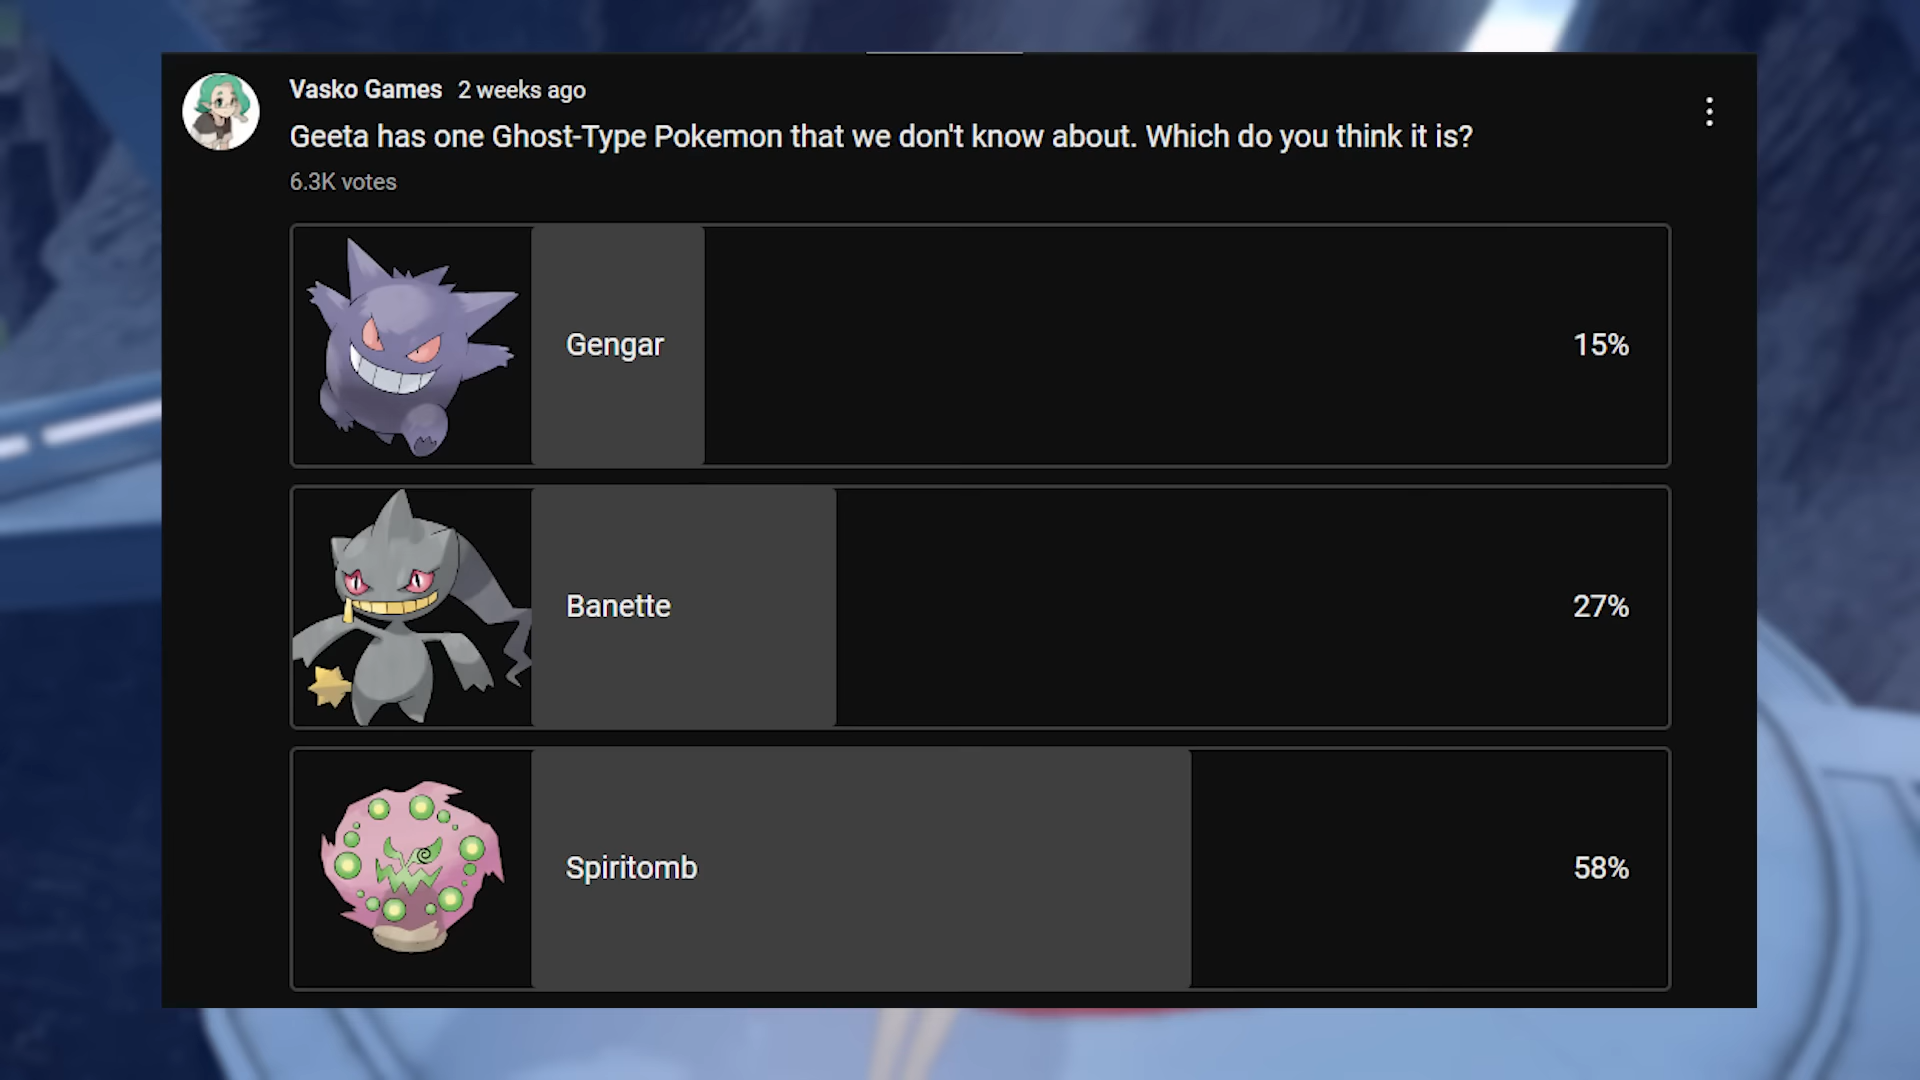 Vasko Games 2 weeks ago
Geeta has one Ghost-Type Pokemon that we don't know about. Which do you think it is?
6.3K votes
Gengar 15%
Banette 27%
Spiritomb 58%